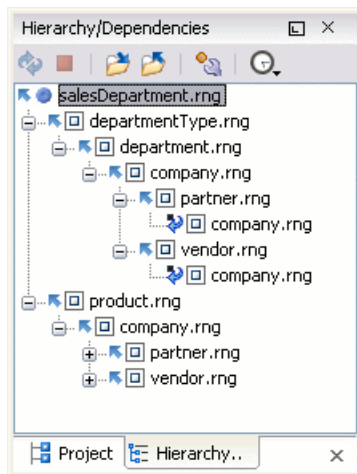 Hierarchy/Dependencies
salesDepartment.rng
departmentType.rng
department.rng
company.rng
partner.rng
company.rng
vendor.rng
company.rng
product.rng
company.rng
partner.rng
vendor.rng
Project Hierarchy..